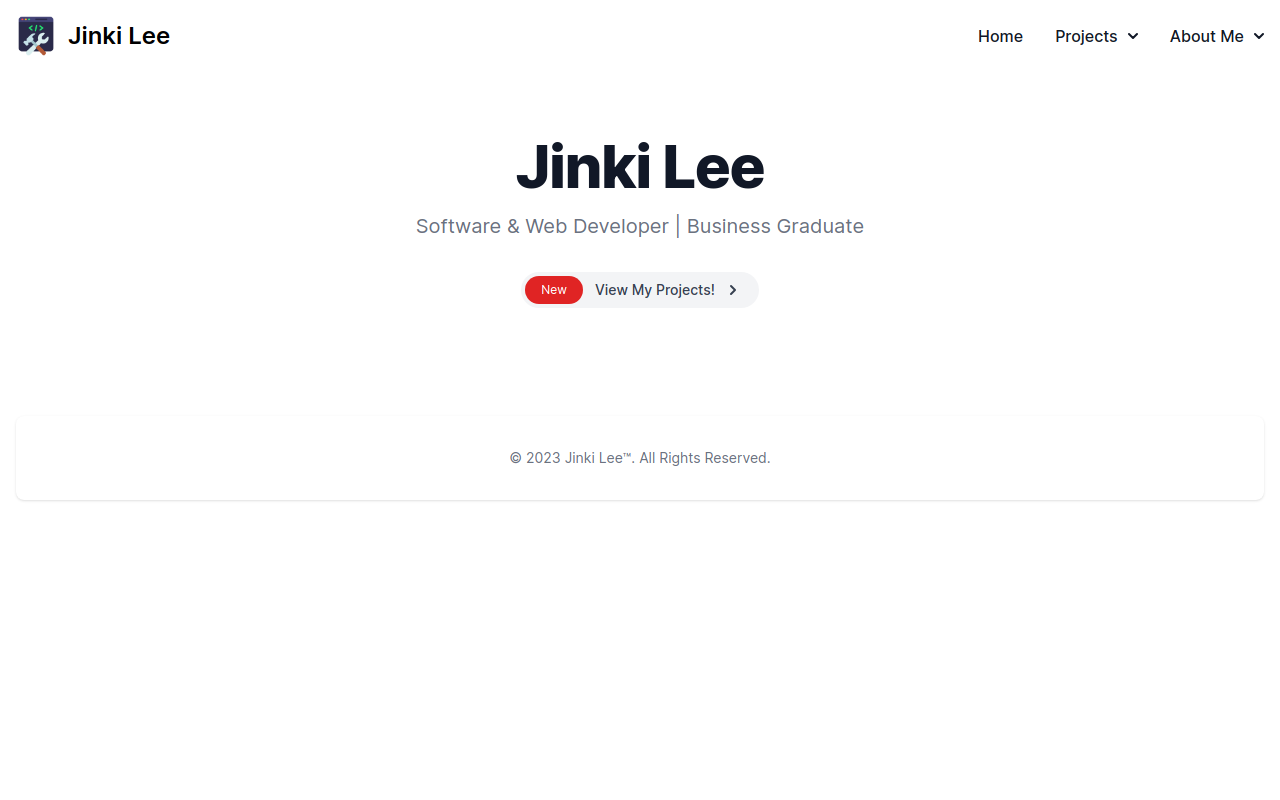 Jinki Lee
Home Projects About Me
Jinki Lee
Software & Web Developer | Business Graduate
New View My Projects!
© 2023 Jinki Lee™. All Rights Reserved.